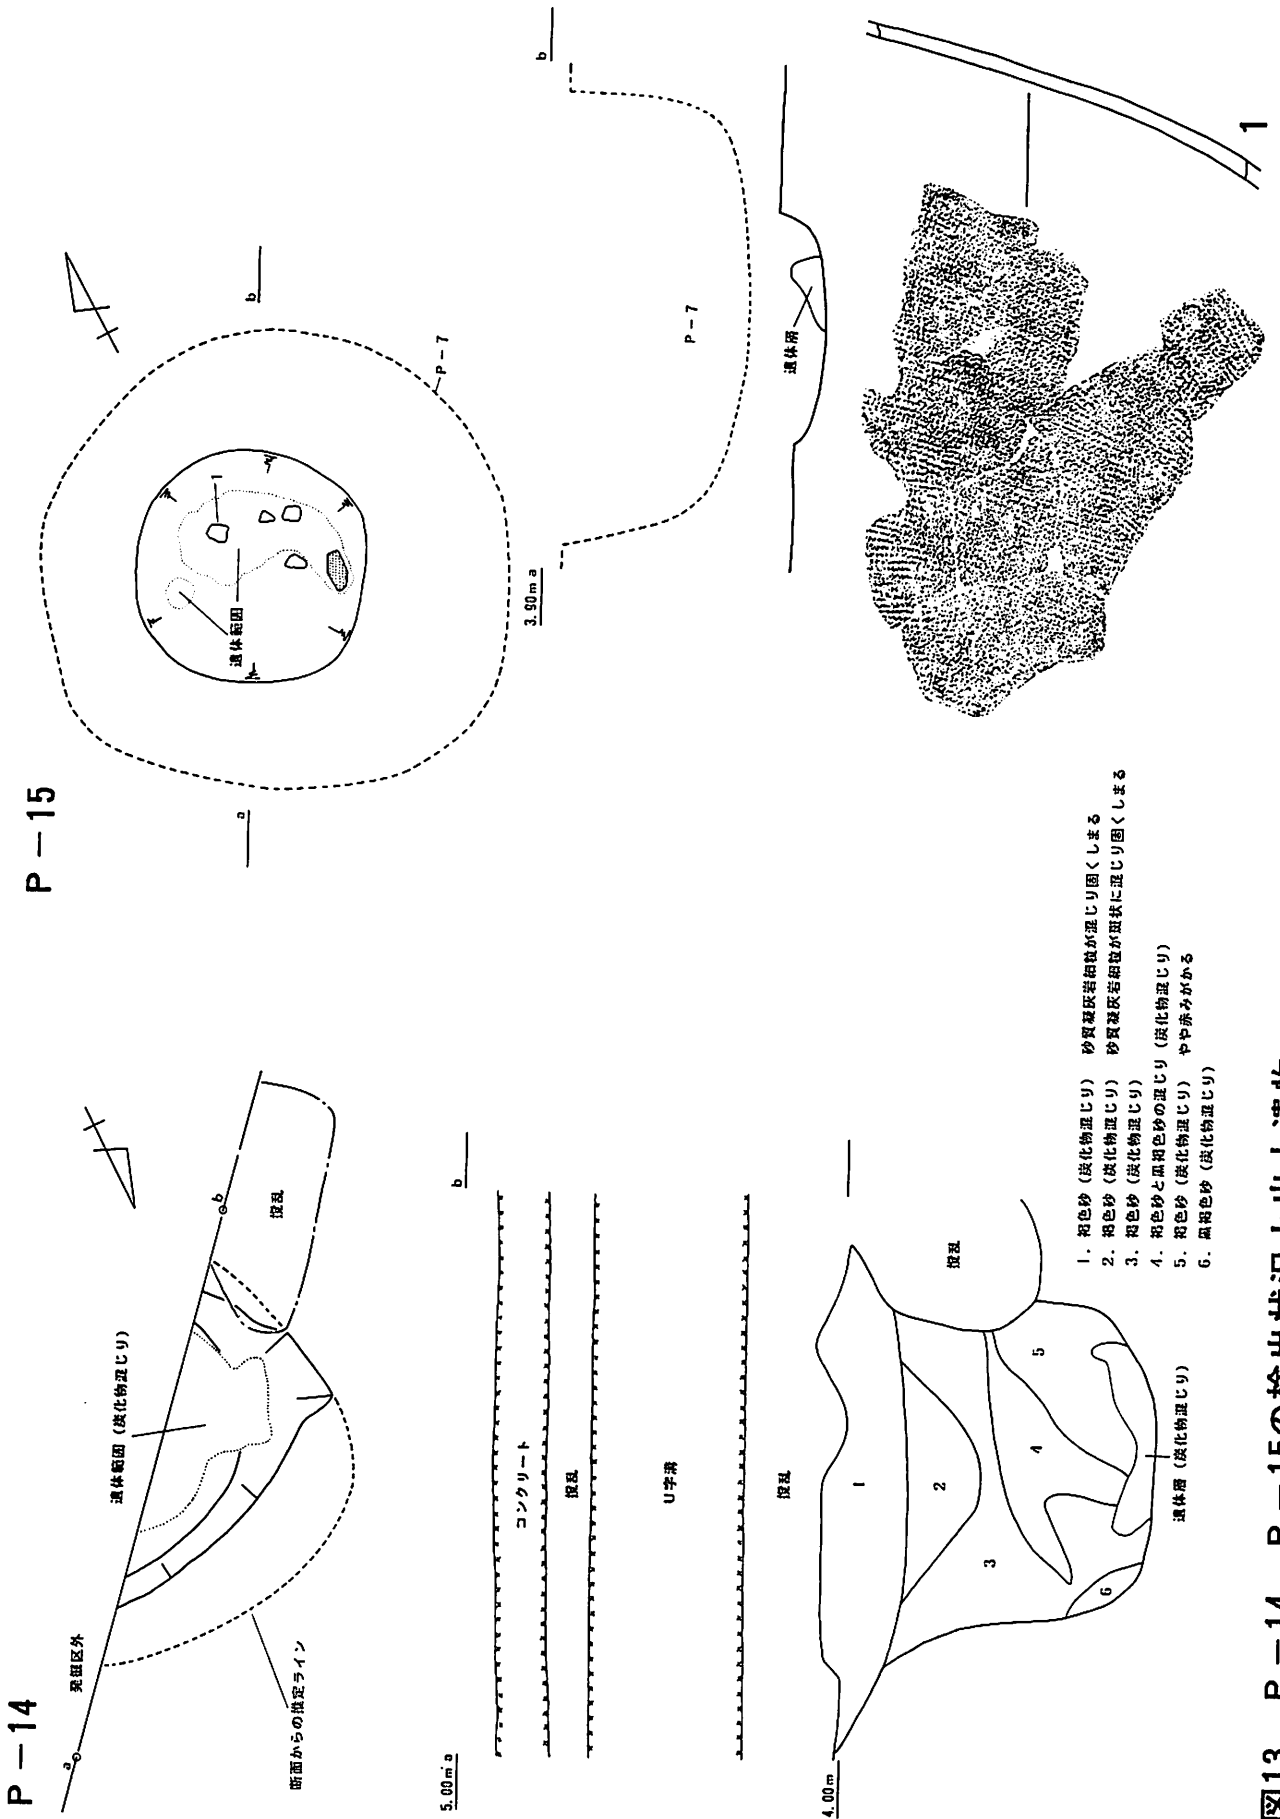 P－14
a
発掘区外
遺体範囲（炭化物混じり）
b
攪乱
断面からの推定ライン
5.00m a
b
コンクリート
攪乱
U字溝
攪乱
4.00m
1
2
3
4
5
6
攪乱
遺体層（炭化物混じり）
1. 褐色砂（炭化物混じり） 砂質凝灰岩細粒が混じり固くしまる
2. 褐色砂（炭化物混じり） 砂質凝灰岩細粒が斑状に混じり固くしまる
3. 褐色砂（炭化物混じり）
4. 褐色砂と黒褐色砂の混じり（炭化物混じり）
5. 褐色砂（炭化物混じり） やや赤みがかる
6. 黒褐色砂（炭化物混じり）
P－15
a
b
遺体範囲
1
P－7
3.90m a
b
P－7
遺体層
1
図13 P－14、P－15の検出状況と出土遺物